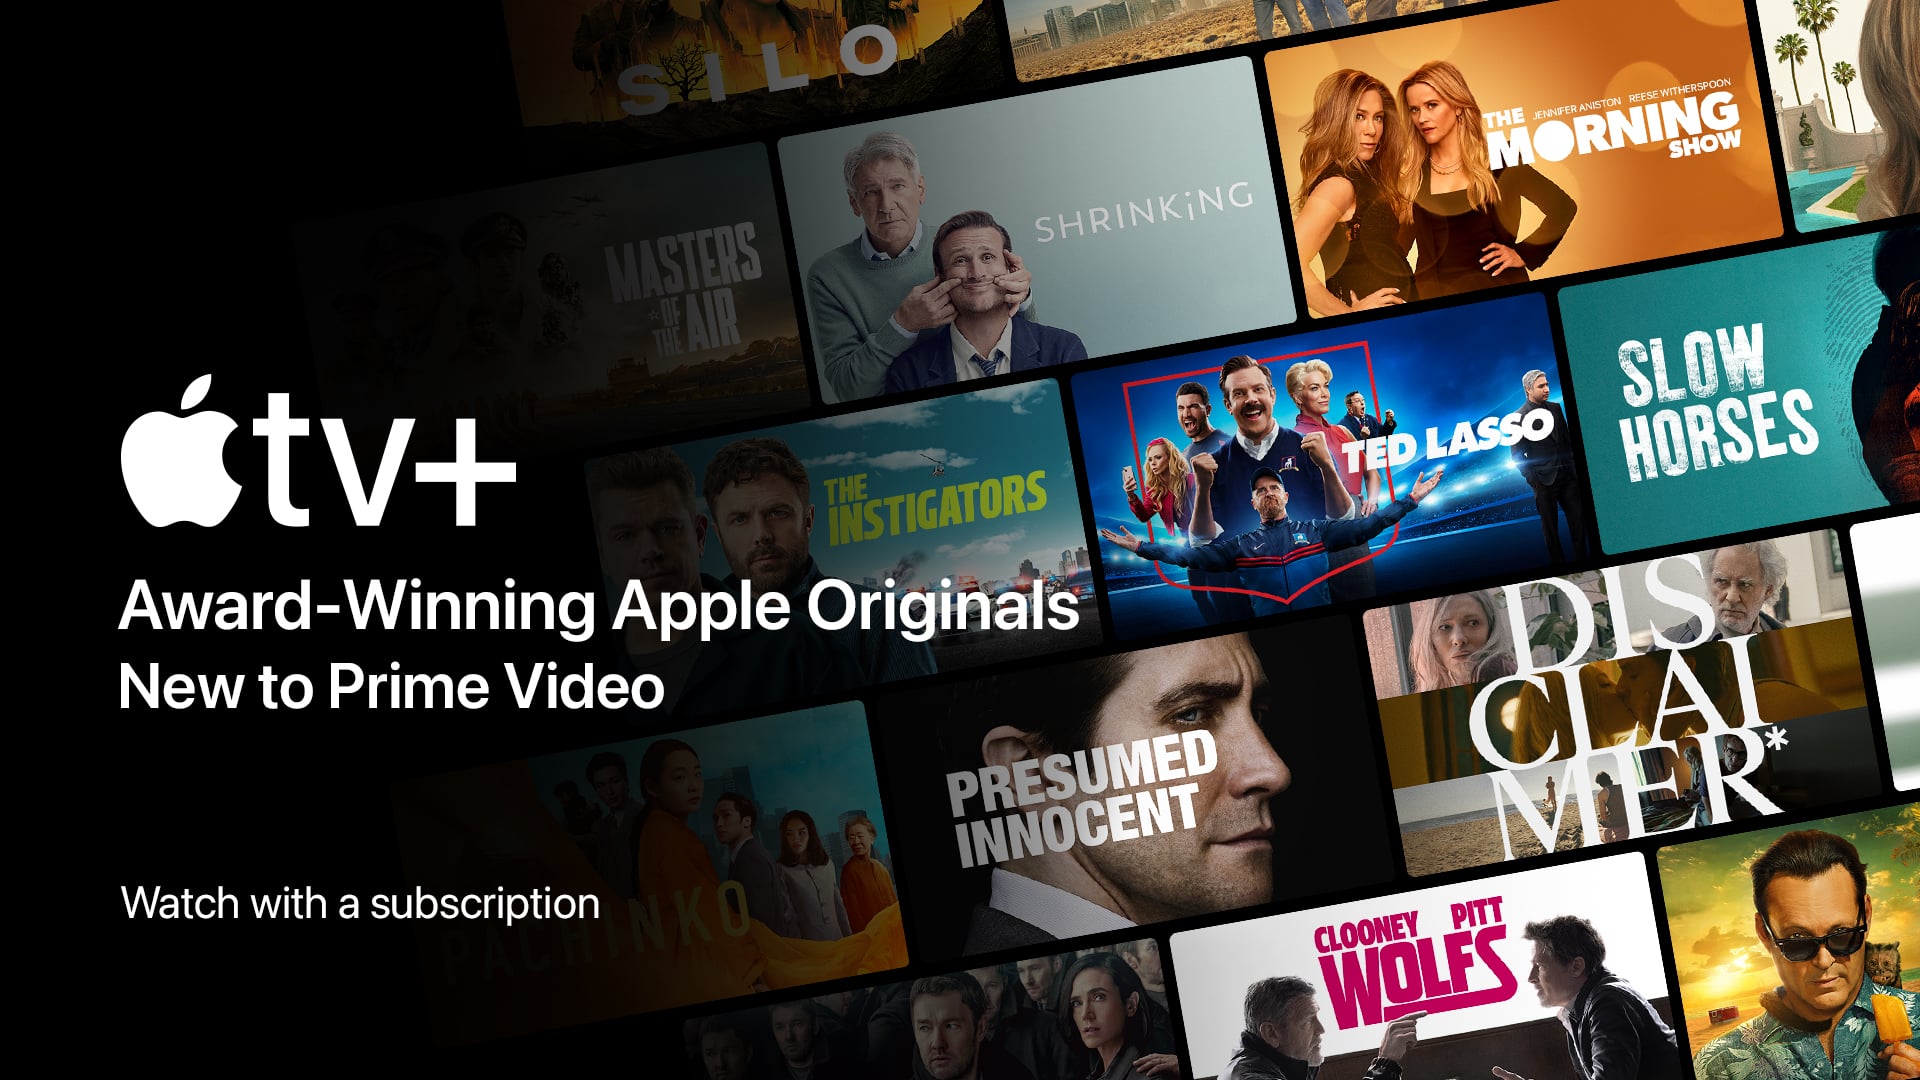 SILO
MASTERS
OF
THE AIR
SHRINKiNG
JENNIFER ANISTON REESE WITHERSPOON
THE
MORNING
SHOW
tv+
Award-Winning Apple Originals
New to Prime Video
THE
INSTIGATORS
TED LASSO
SLOW
HORSES
PACHINKO
PRESUMED
INNOCENT
DIS
CLAI
MER*
CLOONEY PITT
WOLFS
Watch with a subscription